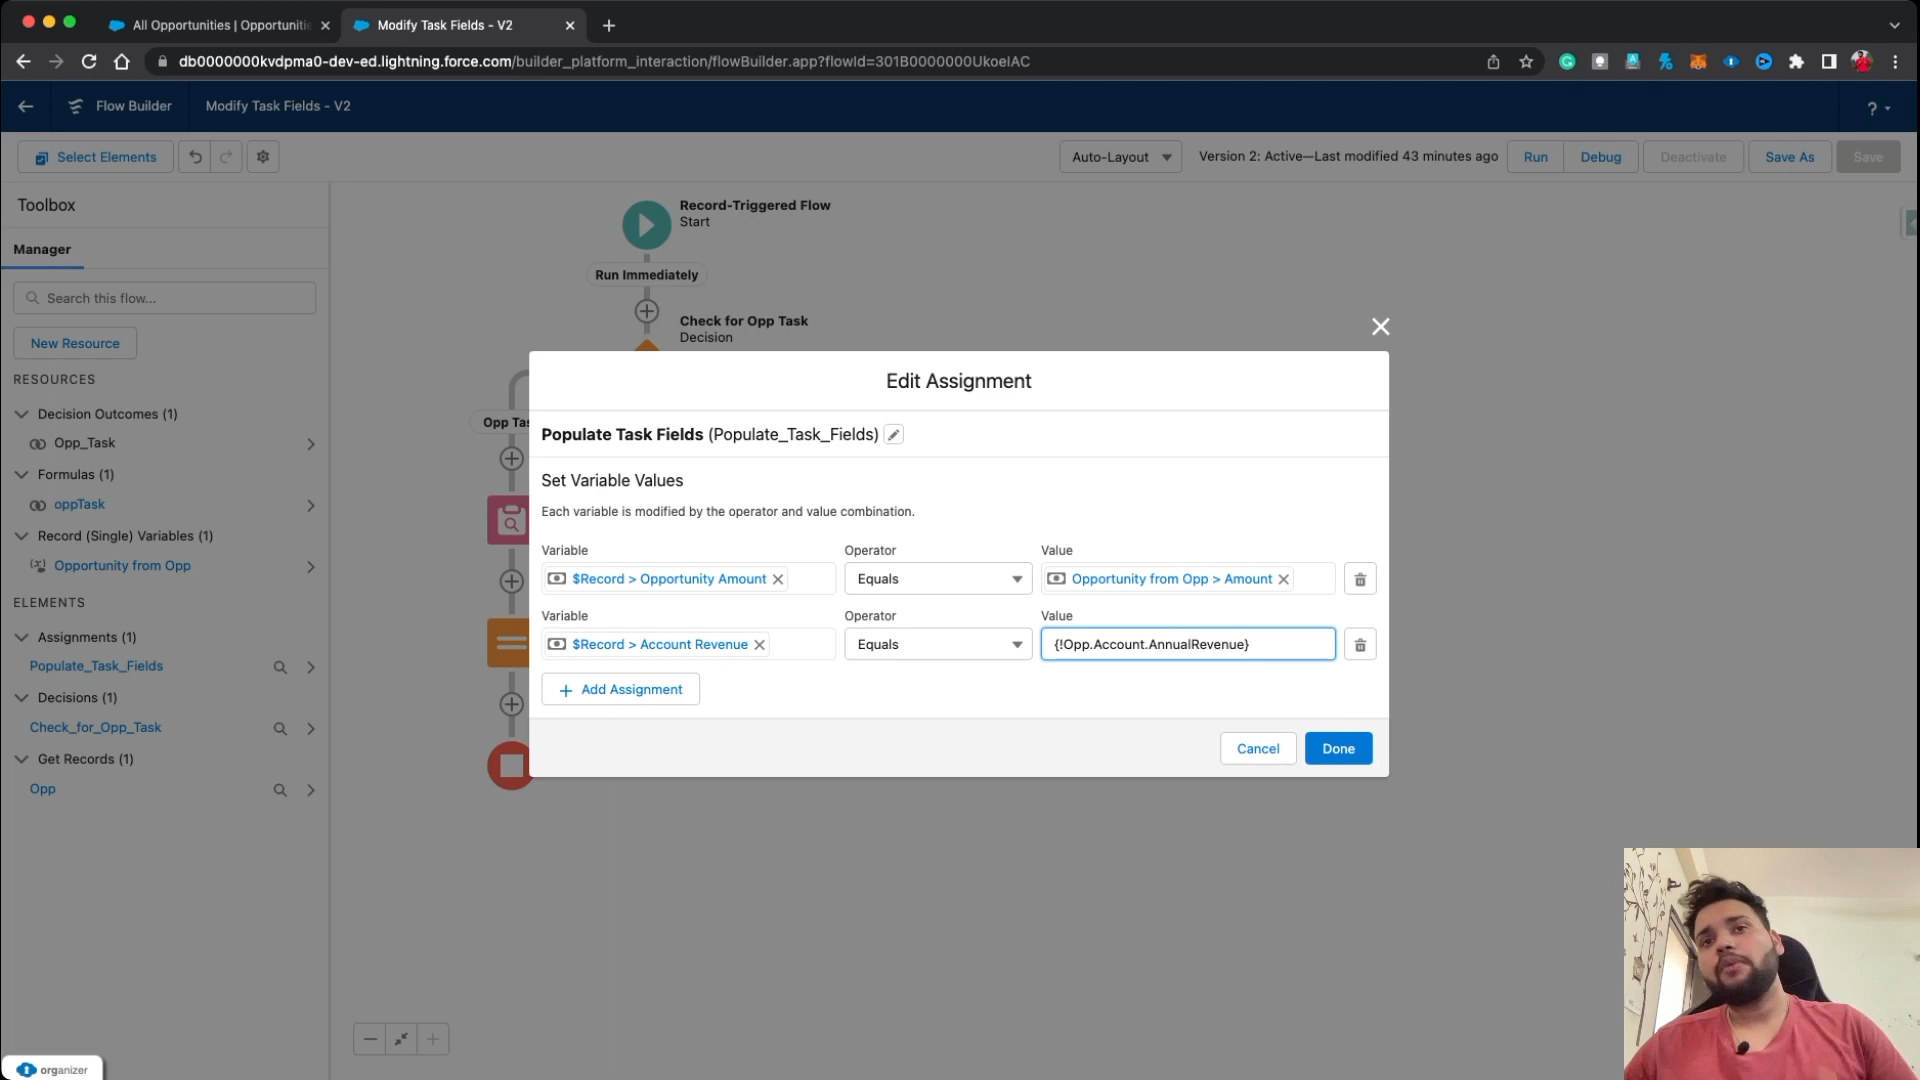 All Opportunities | Opportuniti
Modify Task Fields - V2
db0000000kvdpma0-dev-ed.lightning.force.com/builder_platform_interaction/flowBuilder.app?flowId=301B0000000UkoeIAC
Flow Builder
Modify Task Fields - V2
?
Select Elements
Auto-Layout
Version 2: Active—Last modified 43 minutes ago
Run
Debug
Deactivate
Save As
Save
Toolbox
Manager
Search this flow...
New Resource
RESOURCES
Decision Outcomes (1)
Opp_Task
Formulas (1)
oppTask
Record (Single) Variables (1)
Opportunity from Opp
ELEMENTS
Assignments (1)
Populate_Task_Fields
Decisions (1)
Check_for_Opp_Task
Get Records (1)
Opp
Record-Triggered Flow
Start
Run Immediately
Check for Opp Task
Decision
Opp Tas
Edit Assignment
Populate Task Fields (Populate_Task_Fields)
Set Variable Values
Each variable is modified by the operator and value combination.
Variable Operator Value
$Record > Opportunity Amount Equals Opportunity from Opp > Amount
Variable Operator Value
$Record > Account Revenue Equals {!Opp.Account.AnnualRevenue}
Add Assignment
Cancel
Done
organizer